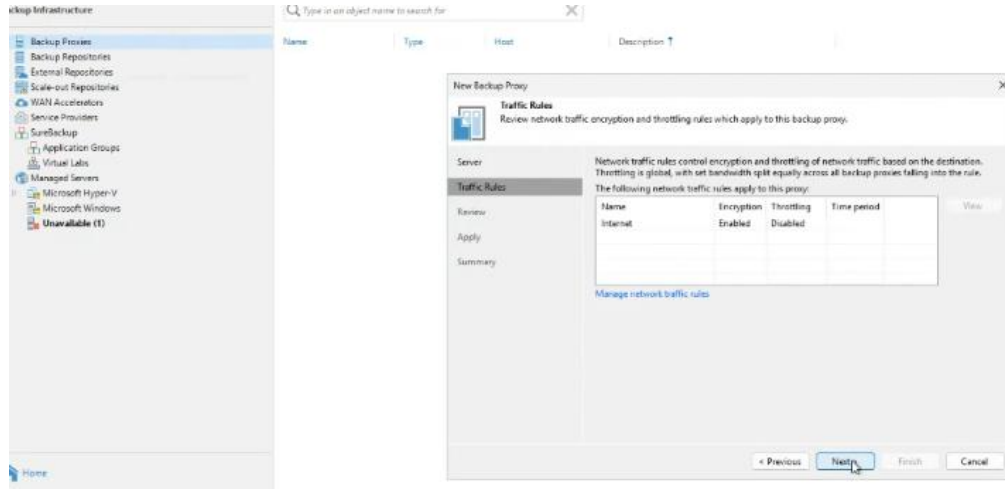 ckup Infrastructure
Type in an object name to search for
Backup Proxies
Backup Repositories
External Repositories
Scale-out Repositories
WAN Accelerators
Service Providers
SureBackup
Application Groups
Virtual Labs
Managed Servers
Microsoft Hyper-V
Microsoft Windows
Unavailable (1)
Home
Name Type Host Description
New Backup Proxy
Traffic Rules
Review network traffic encryption and throttling rules which apply to this backup proxy.
Server
Traffic Rules
Review
Apply
Summary
Network traffic rules control encryption and throttling of network traffic based on the destination.
Throttling is global, with set bandwidth split equally across all backup proxies falling into the rule.
The following network traffic rules apply to this proxy:
Name Encryption Throttling Time period
Internet Enabled Disabled
View
Manage network traffic rules
< Previous Next Finish Cancel